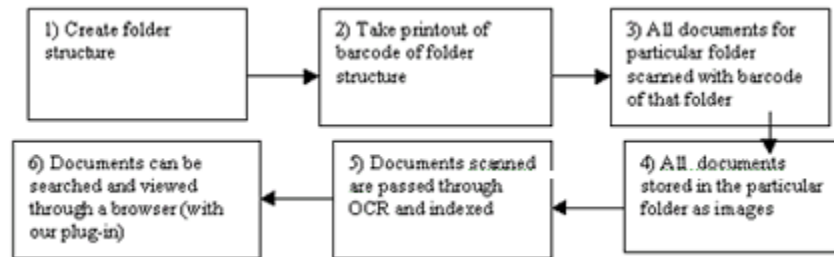 1) Create folder
structure
2) Take printout of
barcode of folder
structure
3) All documents for
particular folder
scanned with barcode
of that folder
4) All documents
stored in the particular
folder as images
5) Documents scanned
are passed through
OCR and indexed
6) Documents can be
searched and viewed
through a browser (with
our plug-in)